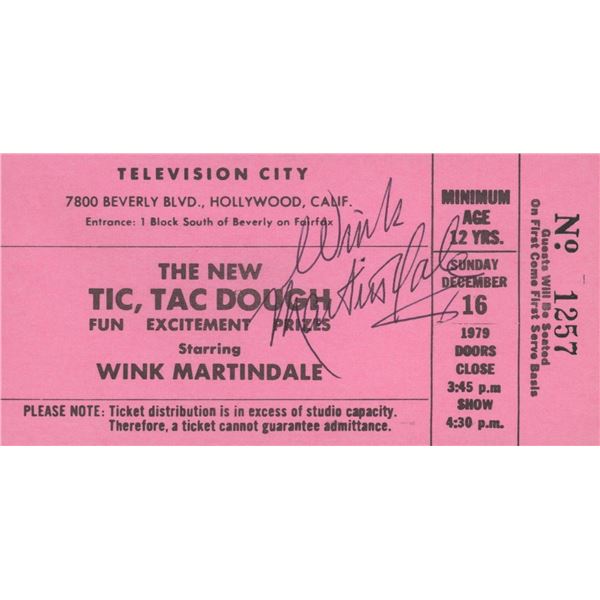 TELEVISION CITY
7800 BEVERLY BLVD., HOLLYWOOD, CALIF.
Entrance: 1 Block South of Beverly on Fairfax
THE NEW
TIC, TAC DOUGH
FUN EXCITEMENT PRIZES
Starring
WINK MARTINDALE
Wink
Martindale
PLEASE NOTE: Ticket distribution is in excess of studio capacity.
Therefore, a ticket cannot guarantee admittance.
MINIMUM
AGE
12 YRS.
SUNDAY
DECEMBER
16
1979
DOORS
CLOSE
3:45 p.m
SHOW
4:30 p.m.
No 1257
Guests Will Be Seated
On First Come First Serve Basis